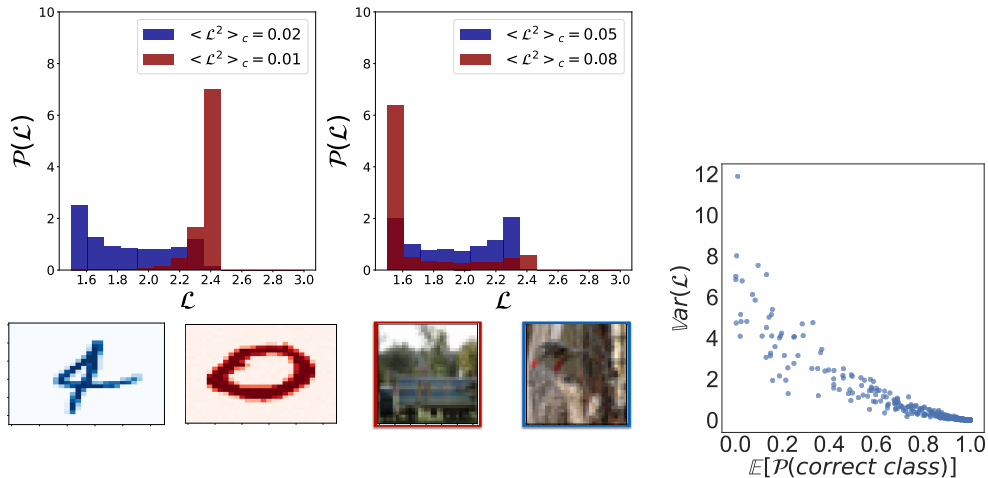 10
8
6
4
2
0
P(ℒ)
<ℒ²>c = 0.02
<ℒ²>c = 0.01
1.6 1.8 2.0 2.2 2.4 2.6 2.8 3.0
ℒ
10
8
6
4
2
0
P(ℒ)
<ℒ²>c = 0.05
<ℒ²>c = 0.08
1.6 1.8 2.0 2.2 2.4 2.6 2.8 3.0
ℒ
12
10
8
6
4
2
0
𝕍ar(ℒ)
0.0 0.2 0.4 0.6 0.8 1.0
𝔼[P(correct class)]